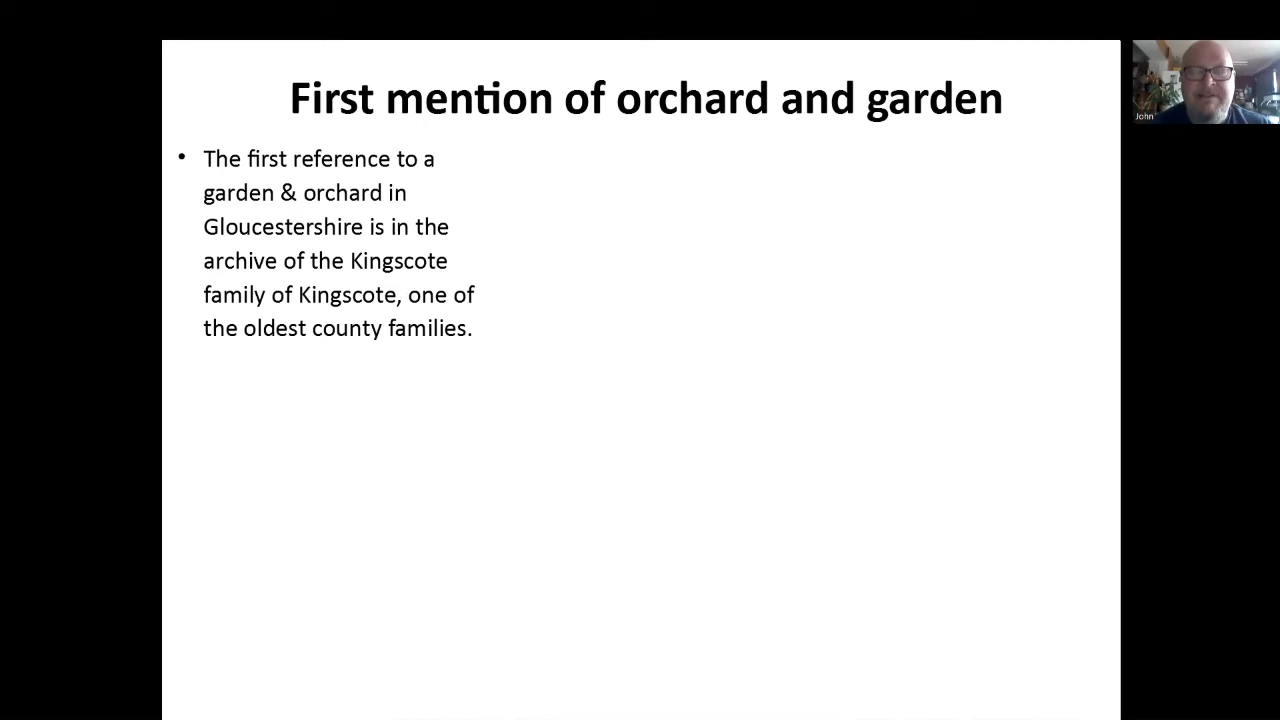 First mention of orchard and garden
• The first reference to a
garden & orchard in
Gloucestershire is in the
archive of the Kingscote
family of Kingscote, one of
the oldest county families.
John